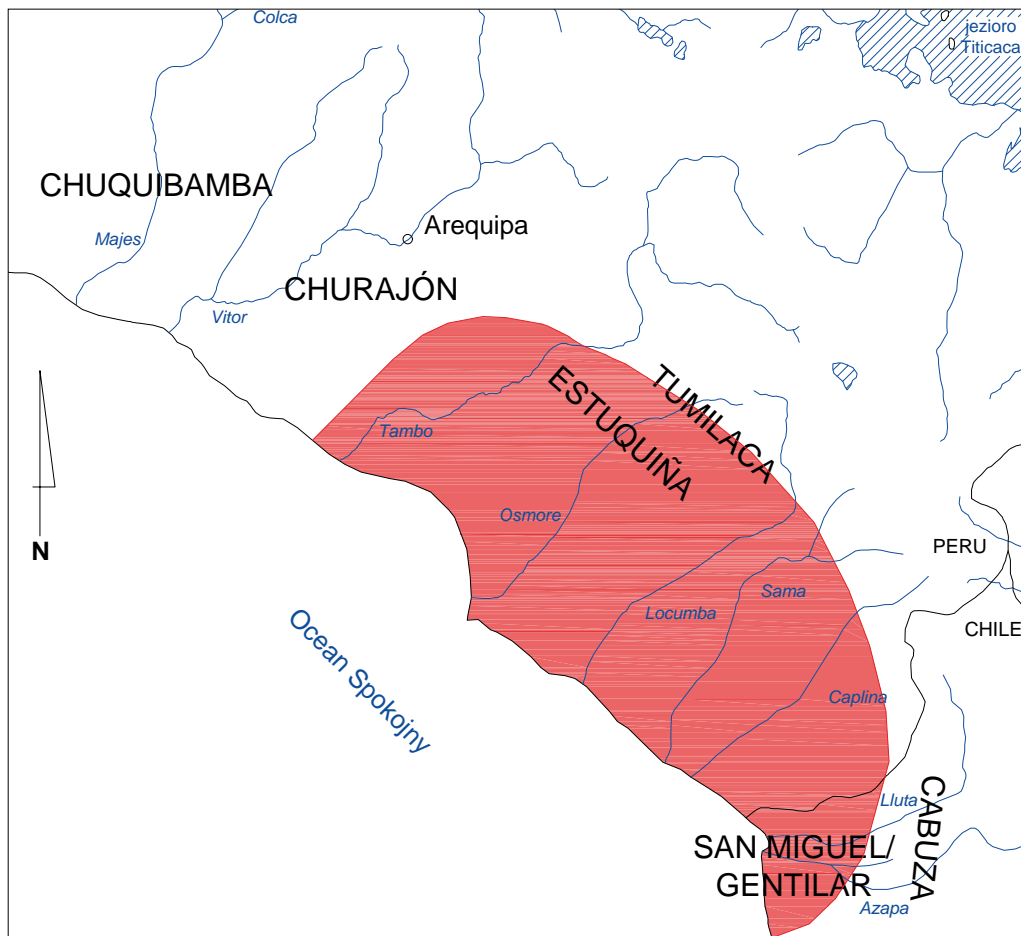 Colca
jezioro
Titicaca
CHUQUIBAMBA
Majes
Arequipa
CHURAJÓN
Vitor
TUMILACA
ESTUQUIÑA
Tambo
Osmore
N
PERU
Sama
Locumba
CHILE
Ocean Spokojny
Caplina
Lluta
CABUZA
SAN MIGUEL/
GENTILAR
Azapa